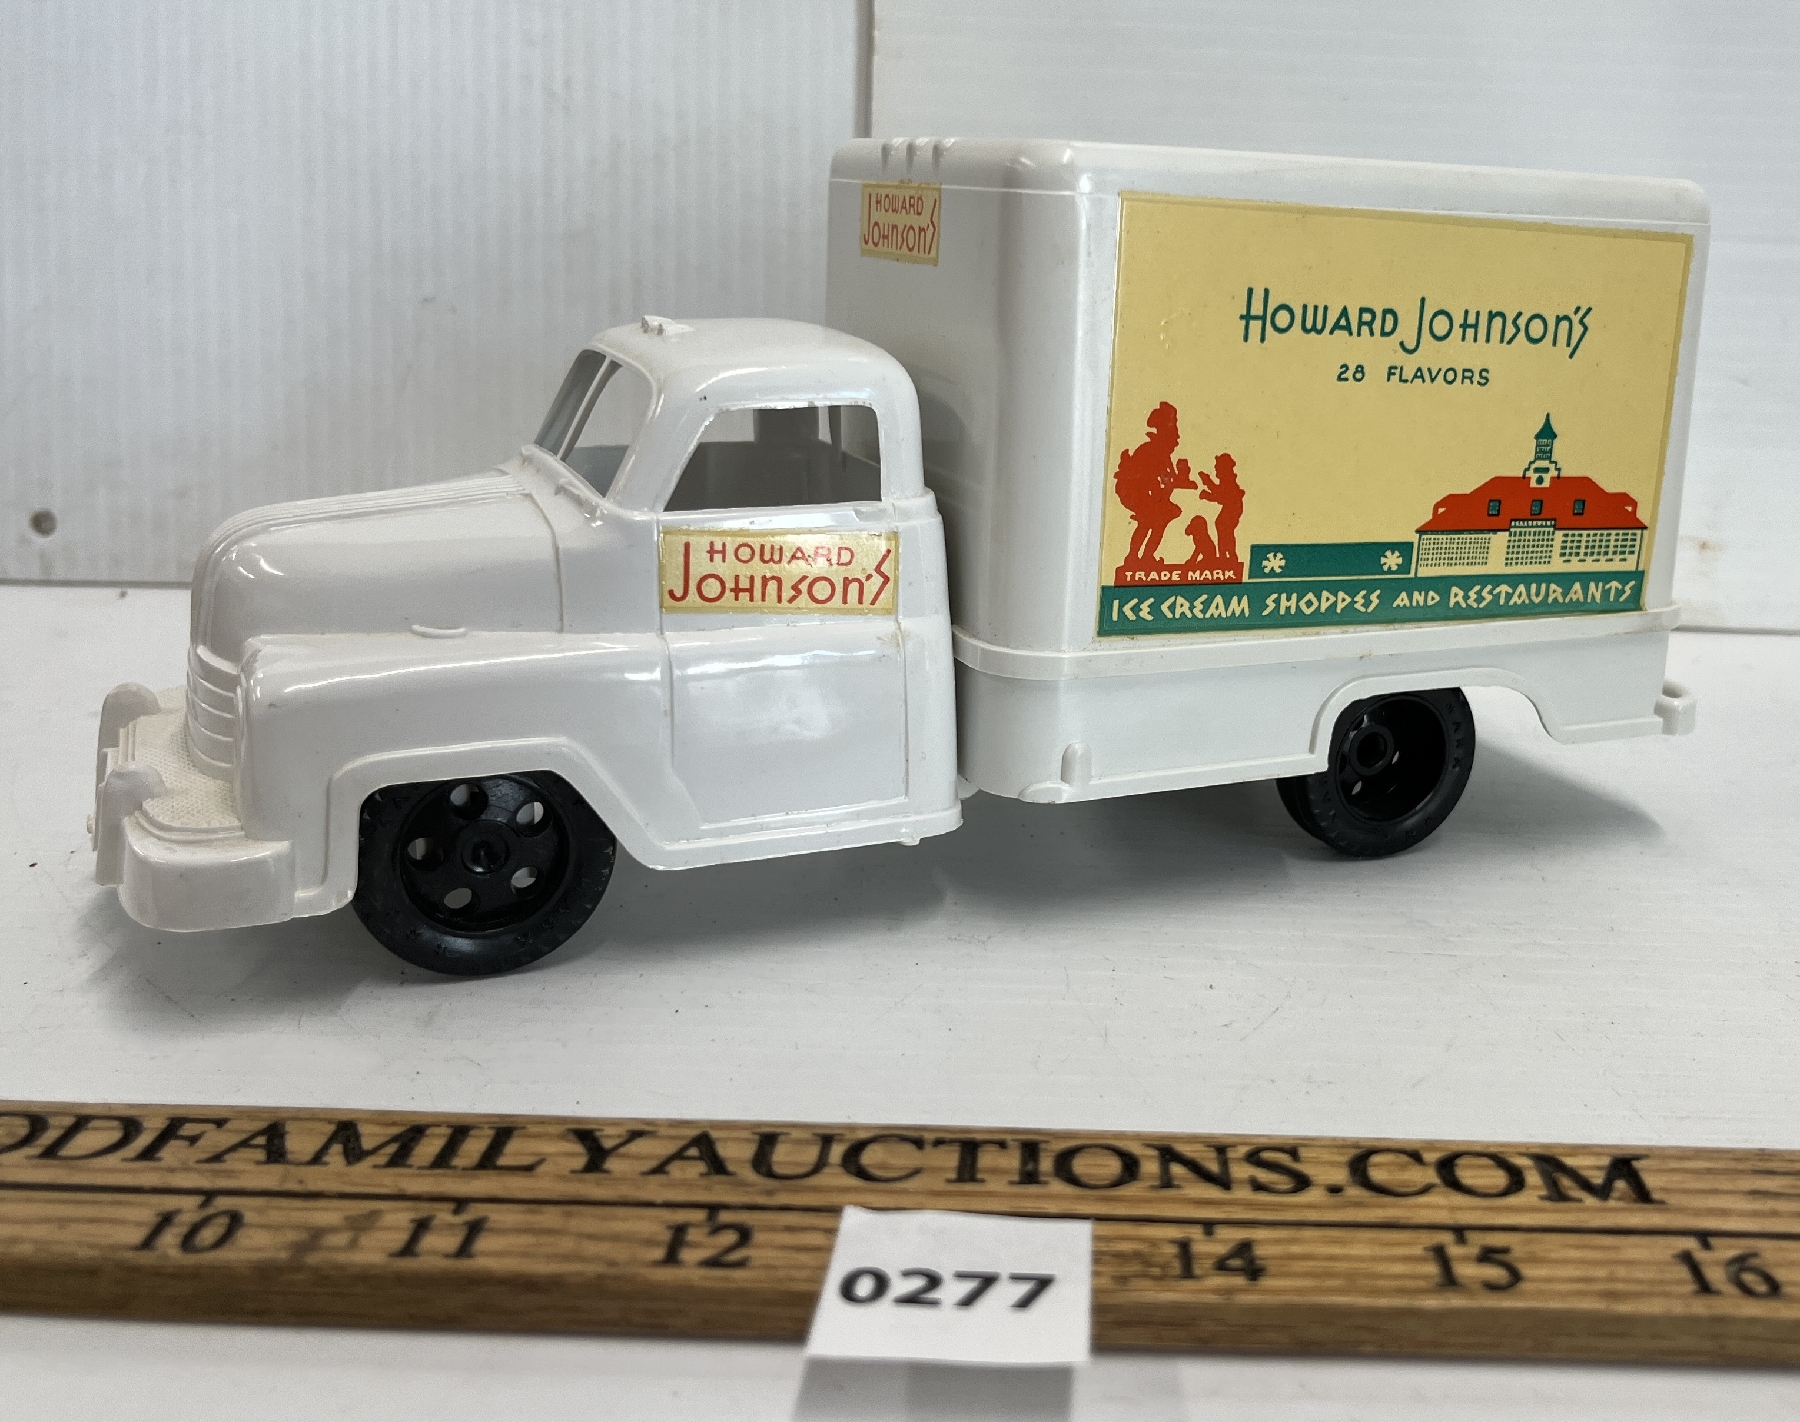 HOWARD
JOHNSON'S
HOWARD JOHNSON'S
28 FLAVORS
TRADE MARK
ICE CREAM SHOPPES AND RESTAURANTS
HOWARD
JOHNSON'S
ODFAMILYAUCTIONS.COM
10 11 12 14 15 16
0277